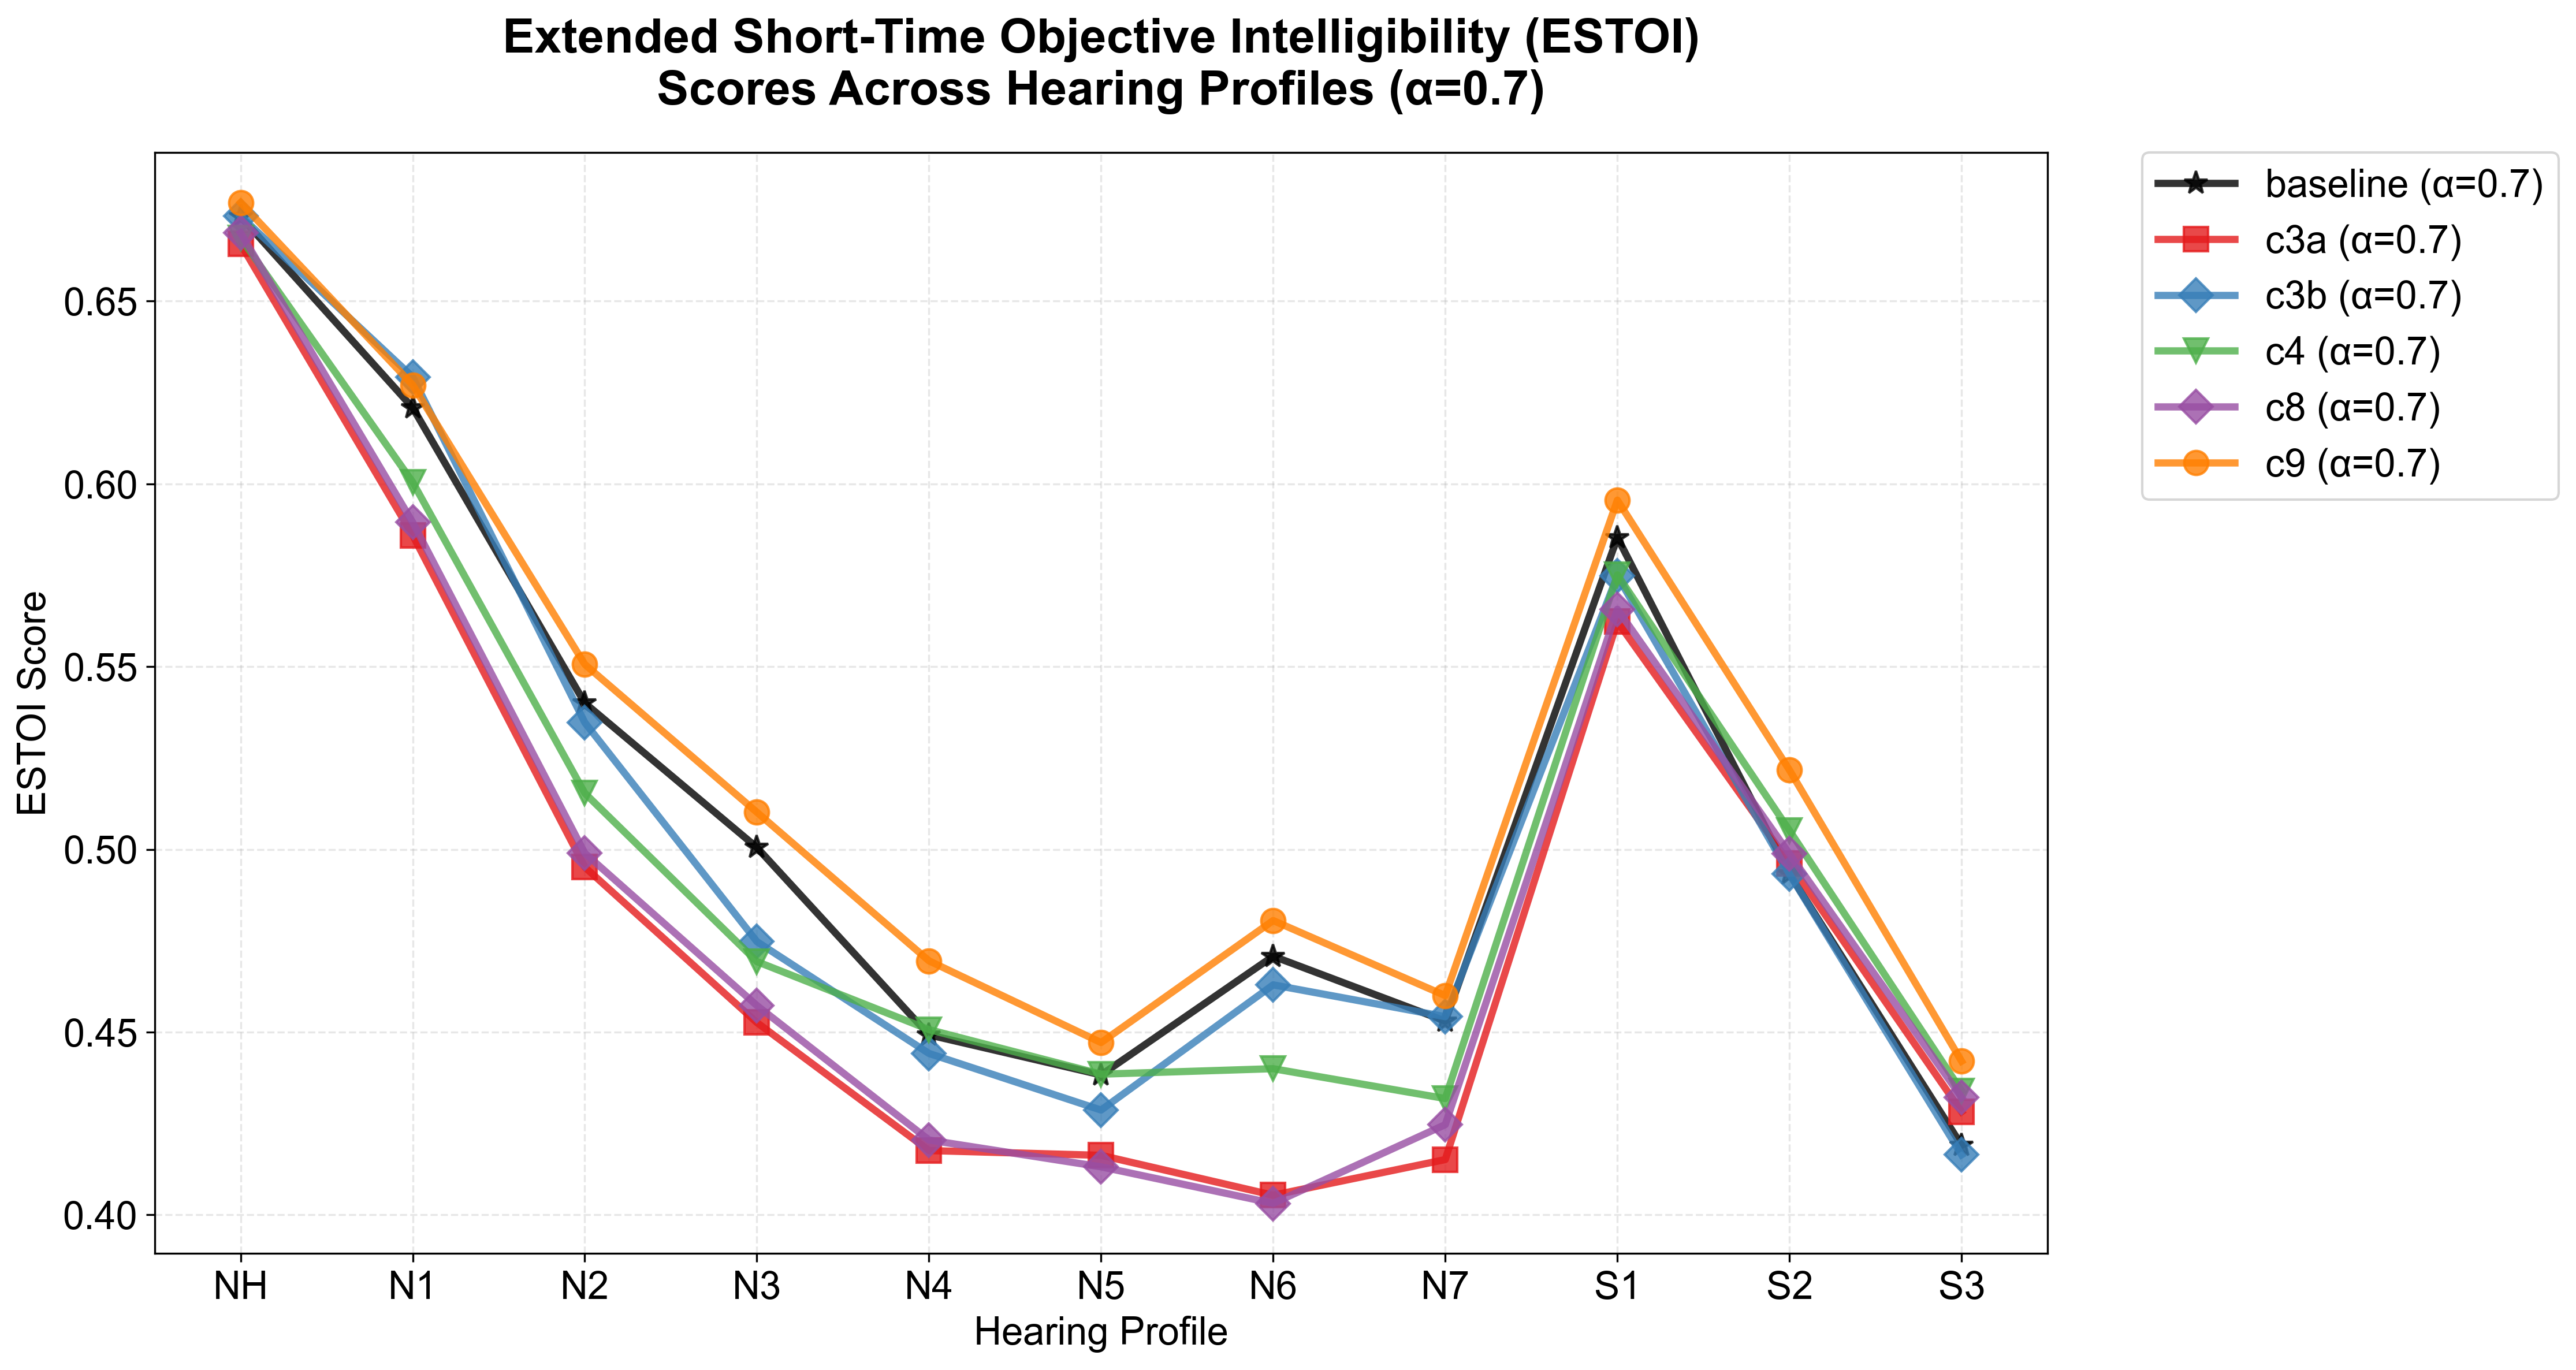 Extended Short-Time Objective Intelligibility (ESTOI)
Scores Across Hearing Profiles (α=0.7)
baseline (α=0.7)
c3a (α=0.7)
c3b (α=0.7)
c4 (α=0.7)
c8 (α=0.7)
c9 (α=0.7)
ESTOI Score
0.65
0.60
0.55
0.50
0.45
0.40
NH N1 N2 N3 N4 N5 N6 N7 S1 S2 S3
Hearing Profile